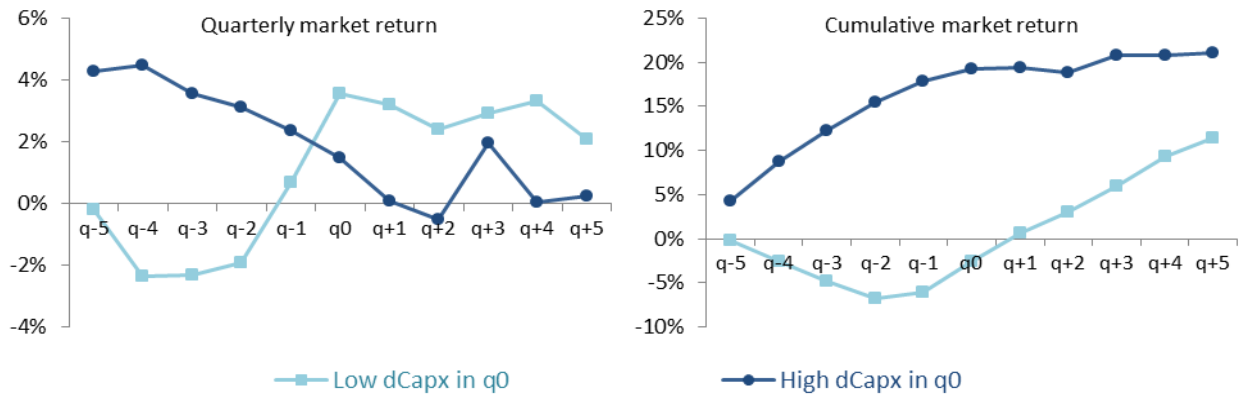 Quarterly market return
6%
4%
2%
0%
-2%
-4%
q-5 q-4 q-3 q-2 q-1 q0 q+1 q+2 q+3 q+4 q+5
Cumulative market return
25%
20%
15%
10%
5%
0%
-5%
-10%
q-5 q-4 q-3 q-2 q-1 q0 q+1 q+2 q+3 q+4 q+5
Low dCapx in q0
High dCapx in q0